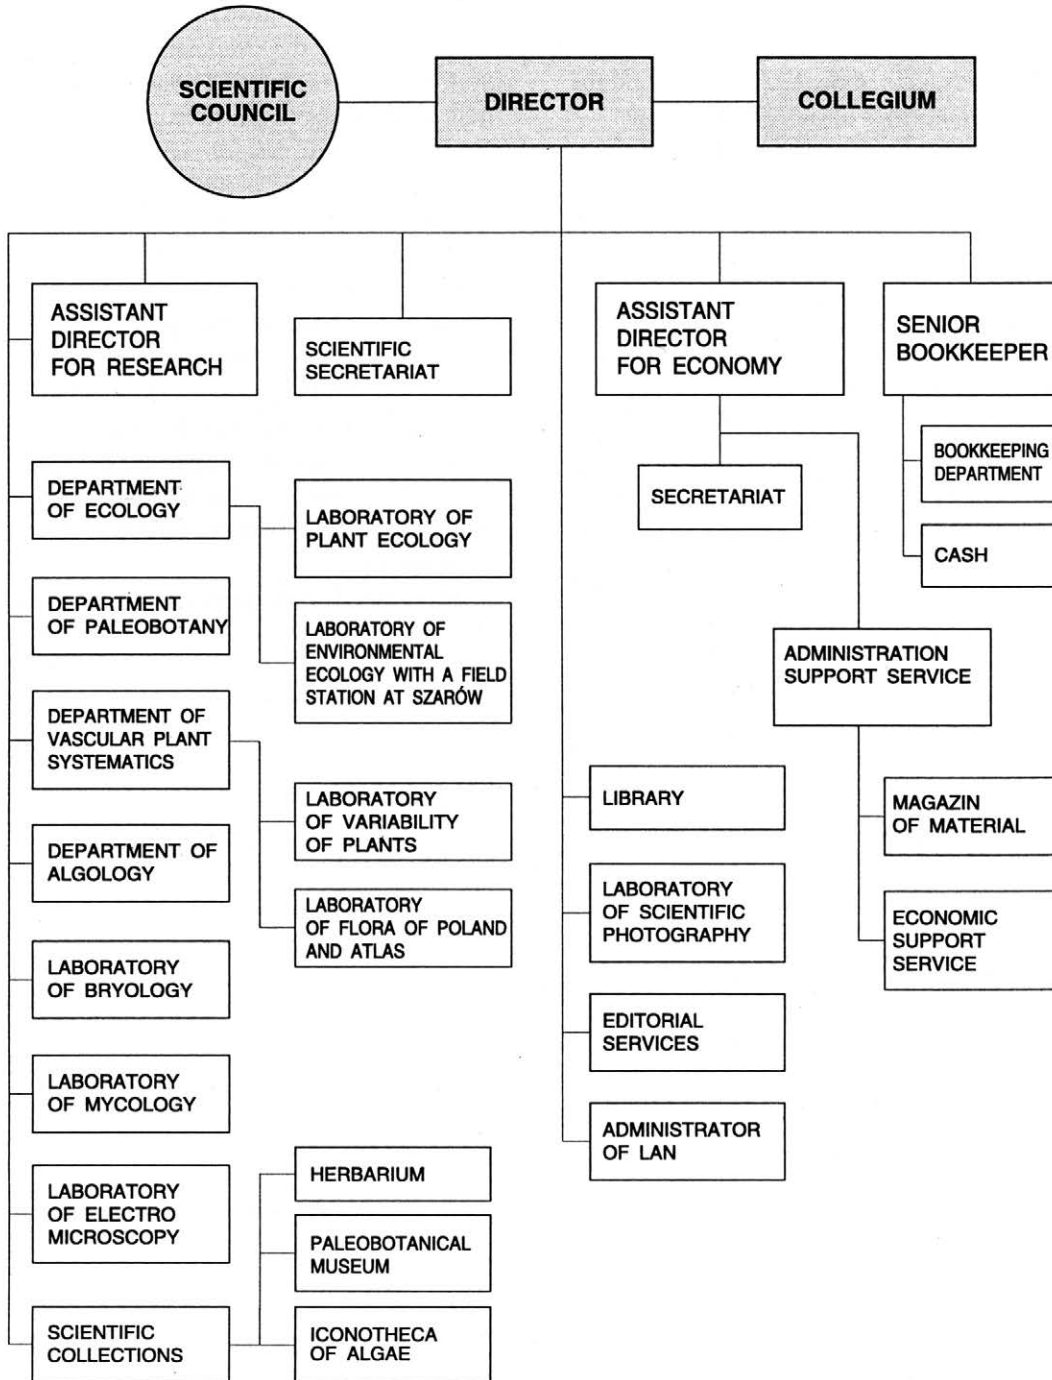 SCIENTIFIC
COUNCIL
DIRECTOR
COLLEGIUM
ASSISTANT
DIRECTOR
FOR RESEARCH
SCIENTIFIC
SECRETARIAT
ASSISTANT
DIRECTOR
FOR ECONOMY
SENIOR
BOOKKEEPER
BOOKKEEPING
DEPARTMENT
CASH
SECRETARIAT
ADMINISTRATION
SUPPORT SERVICE
MAGAZIN
OF MATERIAL
ECONOMIC
SUPPORT
SERVICE
DEPARTMENT
OF ECOLOGY
LABORATORY OF
PLANT ECOLOGY
LABORATORY OF
ENVIRONMENTAL
ECOLOGY WITH A FIELD
STATION AT SZARÓW
DEPARTMENT
OF PALEOBOTANY
DEPARTMENT OF
VASCULAR PLANT
SYSTEMATICS
LABORATORY
OF VARIABILITY
OF PLANTS
LABORATORY
OF FLORA OF POLAND
AND ATLAS
DEPARTMENT OF
ALGOLOGY
LABORATORY
OF BRYOLOGY
LABORATORY
OF MYCOLOGY
LABORATORY
OF ELECTRO
MICROSCOPY
SCIENTIFIC
COLLECTIONS
HERBARIUM
PALEOBOTANICAL
MUSEUM
ICONOTHECA
OF ALGAE
LIBRARY
LABORATORY
OF SCIENTIFIC
PHOTOGRAPHY
EDITORIAL
SERVICES
ADMINISTRATOR
OF LAN